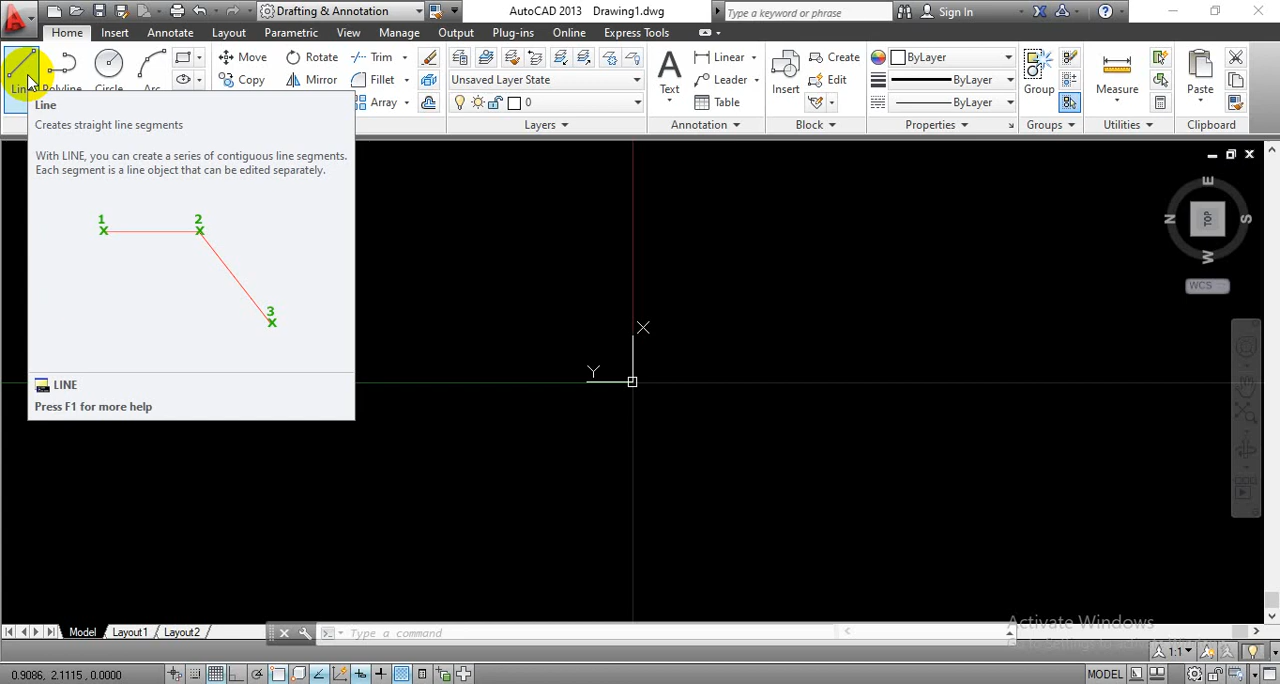 Drafting & Annotation
AutoCAD 2013 Drawing1.dwg
Type a keyword or phrase
Sign In
Home Insert Annotate Layout Parametric View Manage Output Plug-ins Online Express Tools
Line Polyline Circle Arc
Move Rotate Trim
Copy Mirror Fillet
Array
Unsaved Layer State
0
Layers
Text
Linear
Leader
Table
Annotation
Insert
Create
Edit
Block
ByLayer
ByLayer
ByLayer
Properties
Group
Groups
Measure
Utilities
Paste
Clipboard
Line
Creates straight line segments
With LINE, you can create a series of contiguous line segments.
Each segment is a line object that can be edited separately.
1 2
3
LINE
Press F1 for more help
X
Y
E
N TOP S
W
WCS
Model Layout1 Layout2
Type a command
Activate Windows
1:1
0.9086, 2.1115, 0.0000
MODEL